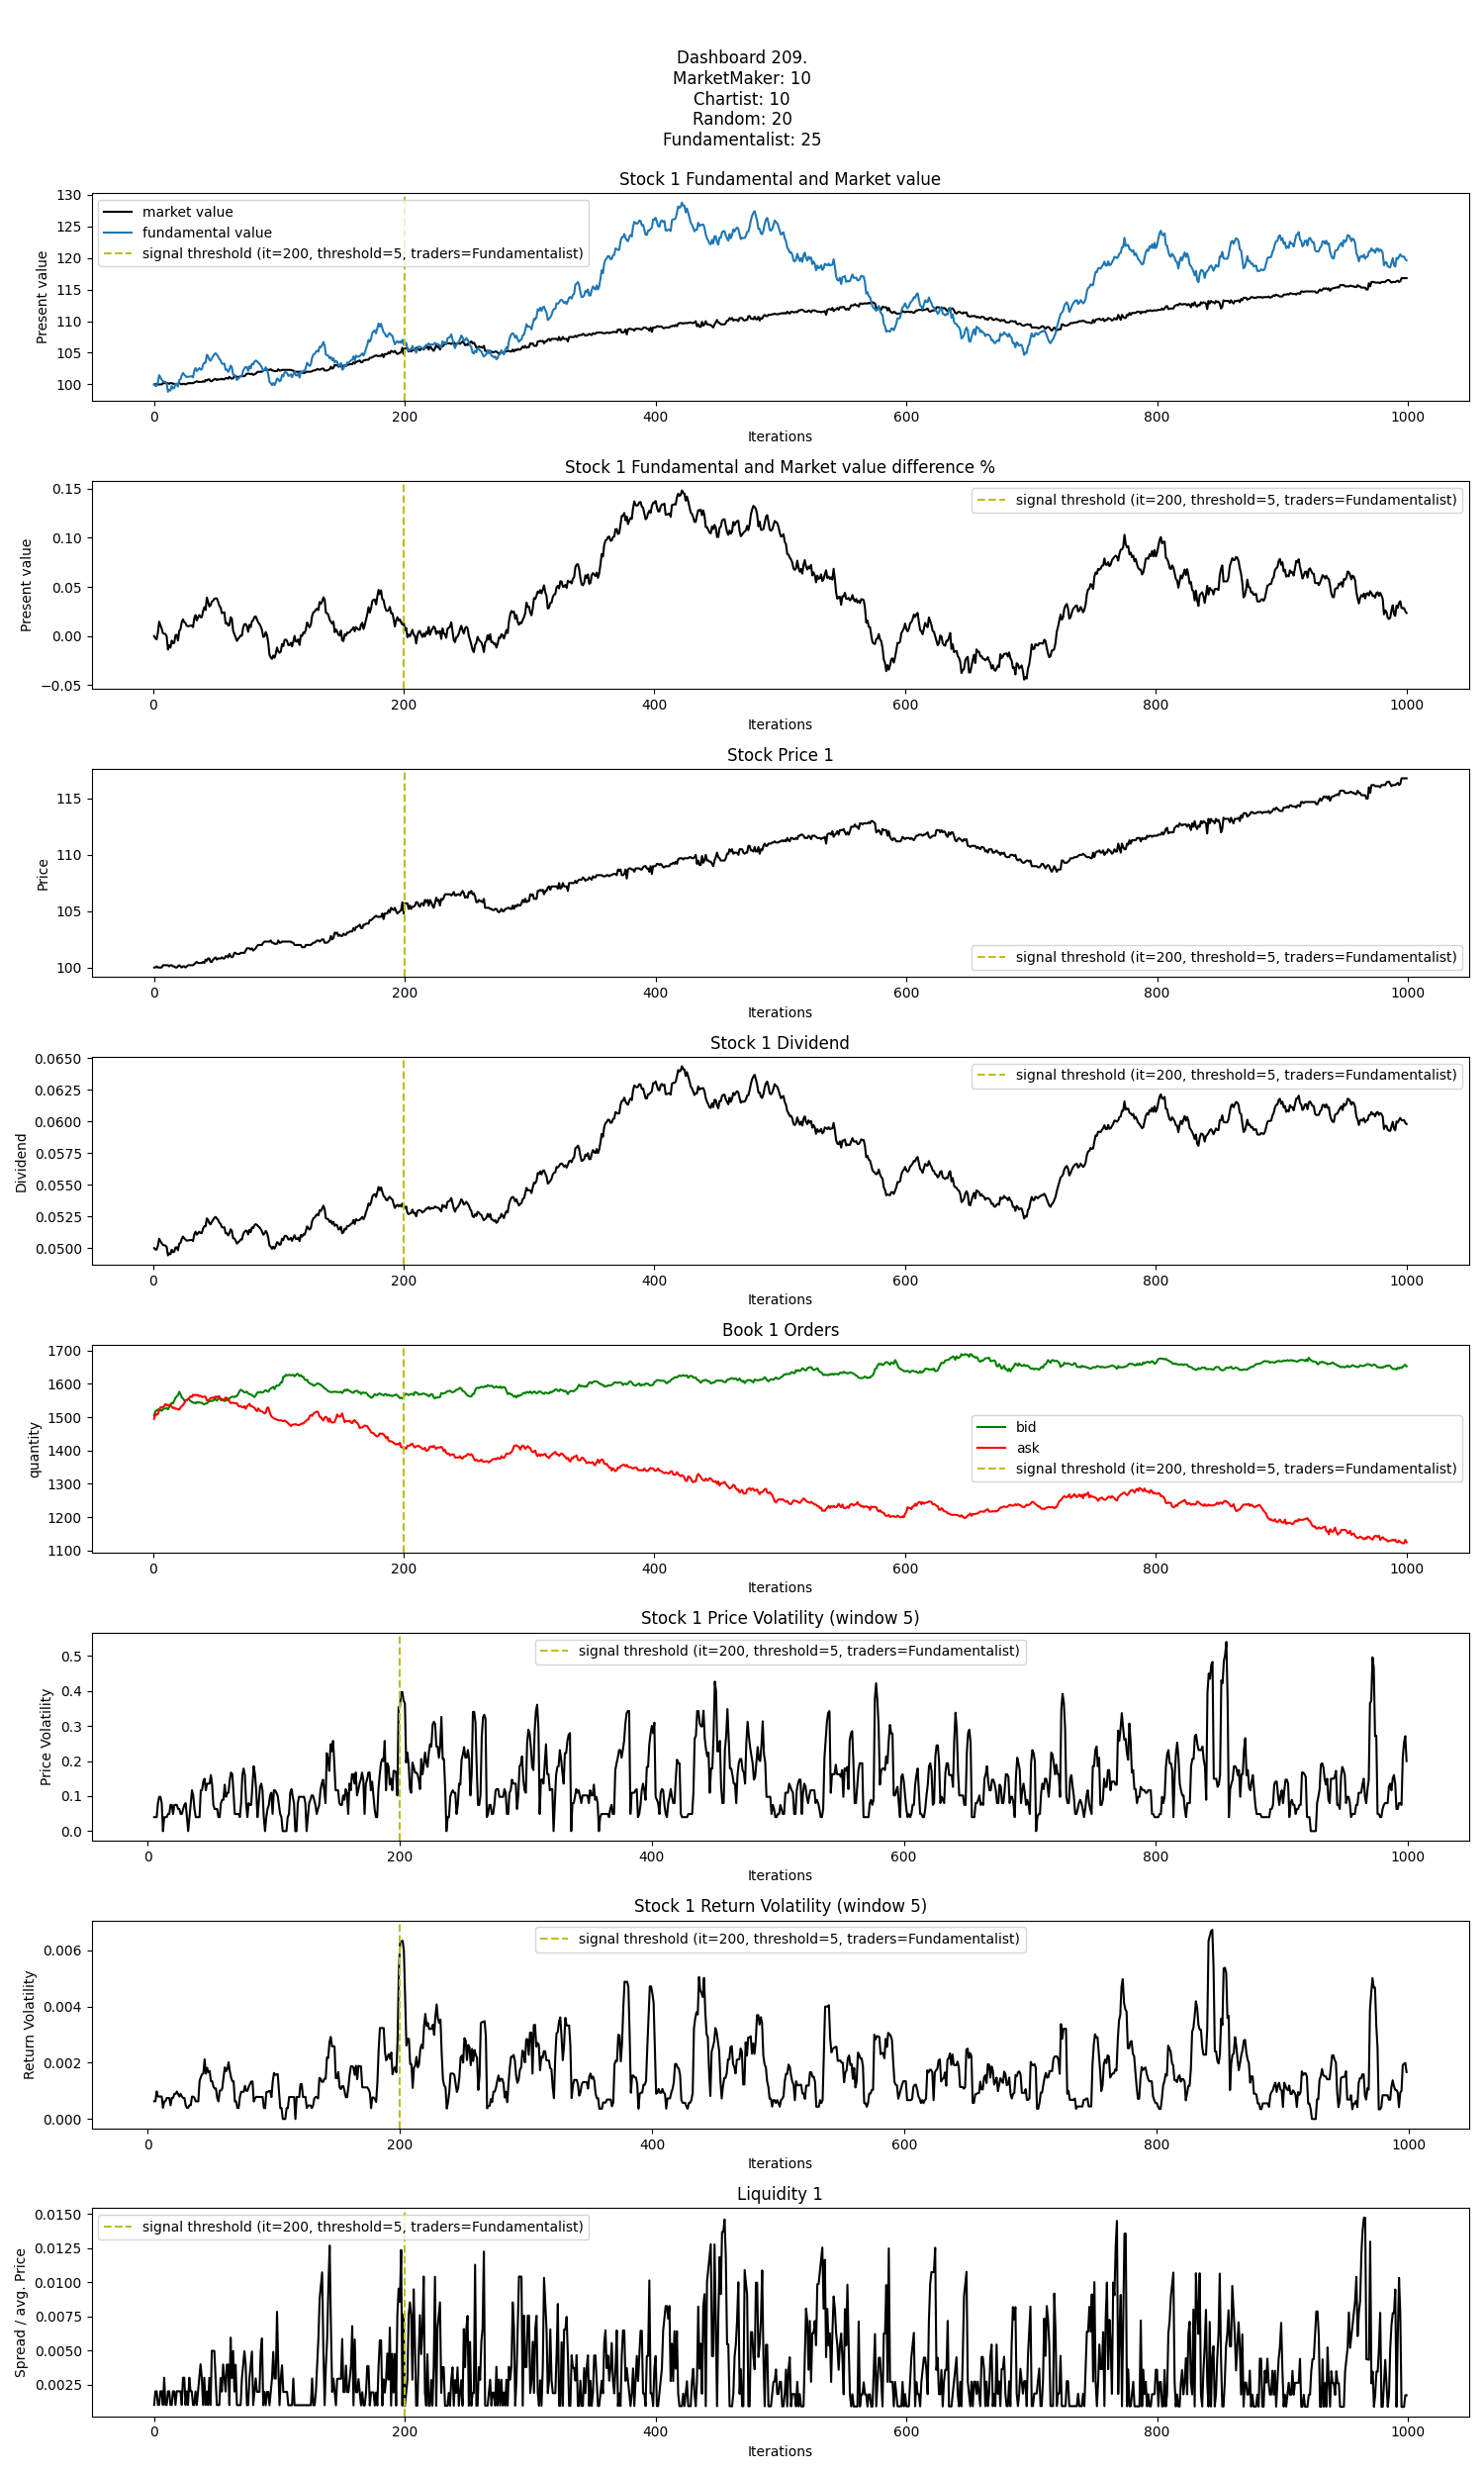 Dashboard 209.
MarketMaker: 10
Chartist: 10
Random: 20
Fundamentalist: 25
Stock 1 Fundamental and Market value
130
125
120
115
110
105
100
Present value
market value
fundamental value
signal threshold (it=200, threshold=5, traders=Fundamentalist)
0 200 400 600 800 1000
Iterations
Stock 1 Fundamental and Market value difference %
0.15
0.10
0.05
0.00
−0.05
Present value
signal threshold (it=200, threshold=5, traders=Fundamentalist)
0 200 400 600 800 1000
Iterations
Stock Price 1
115
110
105
100
Price
signal threshold (it=200, threshold=5, traders=Fundamentalist)
0 200 400 600 800 1000
Iterations
Stock 1 Dividend
0.0650
0.0625
0.0600
0.0575
0.0550
0.0525
0.0500
Dividend
signal threshold (it=200, threshold=5, traders=Fundamentalist)
0 200 400 600 800 1000
Iterations
Book 1 Orders
1700
1600
1500
1400
1300
1200
1100
quantity
bid
ask
signal threshold (it=200, threshold=5, traders=Fundamentalist)
0 200 400 600 800 1000
Iterations
Stock 1 Price Volatility (window 5)
0.5
0.4
0.3
0.2
0.1
0.0
Price Volatility
signal threshold (it=200, threshold=5, traders=Fundamentalist)
0 200 400 600 800 1000
Iterations
Stock 1 Return Volatility (window 5)
0.006
0.004
0.002
0.000
Return Volatility
signal threshold (it=200, threshold=5, traders=Fundamentalist)
0 200 400 600 800 1000
Iterations
Liquidity 1
0.0150
0.0125
0.0100
0.0075
0.0050
0.0025
Spread / avg. Price
signal threshold (it=200, threshold=5, traders=Fundamentalist)
0 200 400 600 800 1000
Iterations